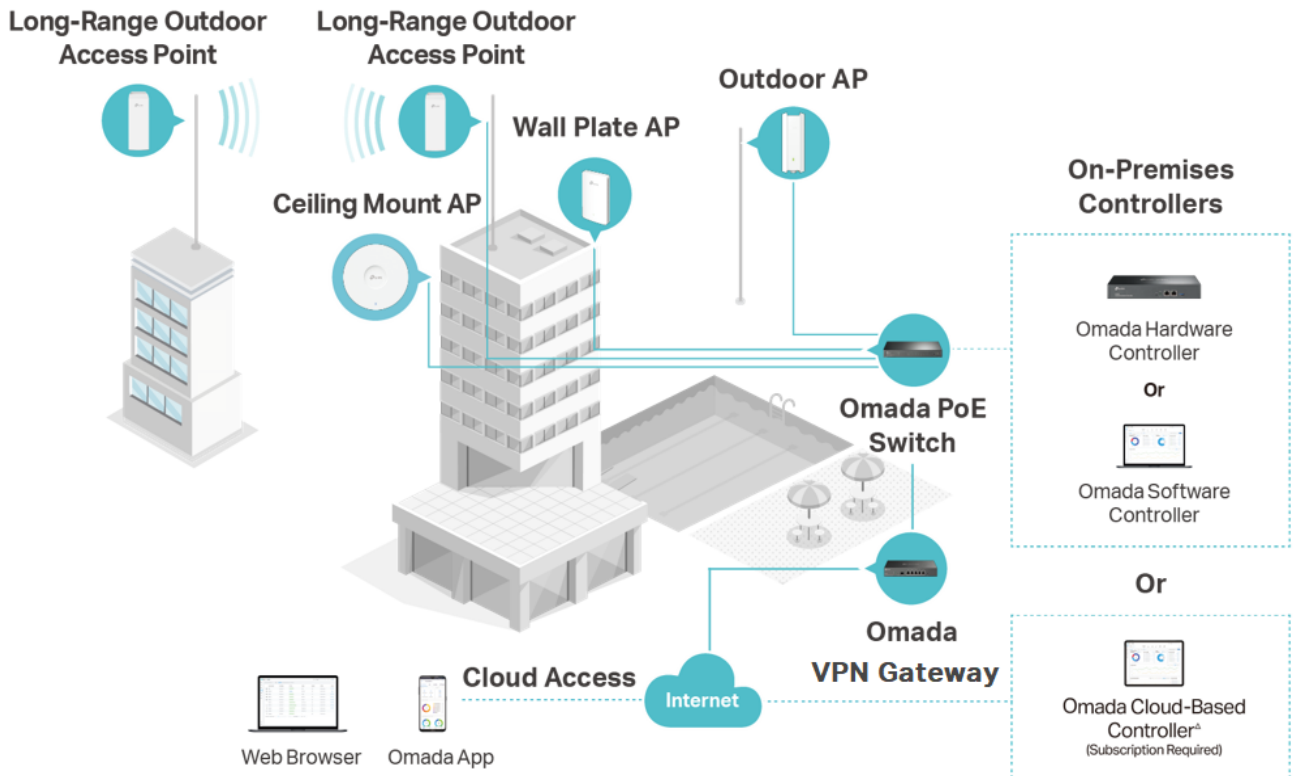 Long-Range Outdoor
Access Point
Long-Range Outdoor
Access Point
Outdoor AP
Wall Plate AP
Ceiling Mount AP
On-Premises
Controllers
Omada Hardware
Controller
Or
Omada Software
Controller
Omada PoE
Switch
Or
Omada
VPN Gateway
Omada Cloud-Based
Controller△
(Subscription Required)
Cloud Access
Internet
Web Browser
Omada App